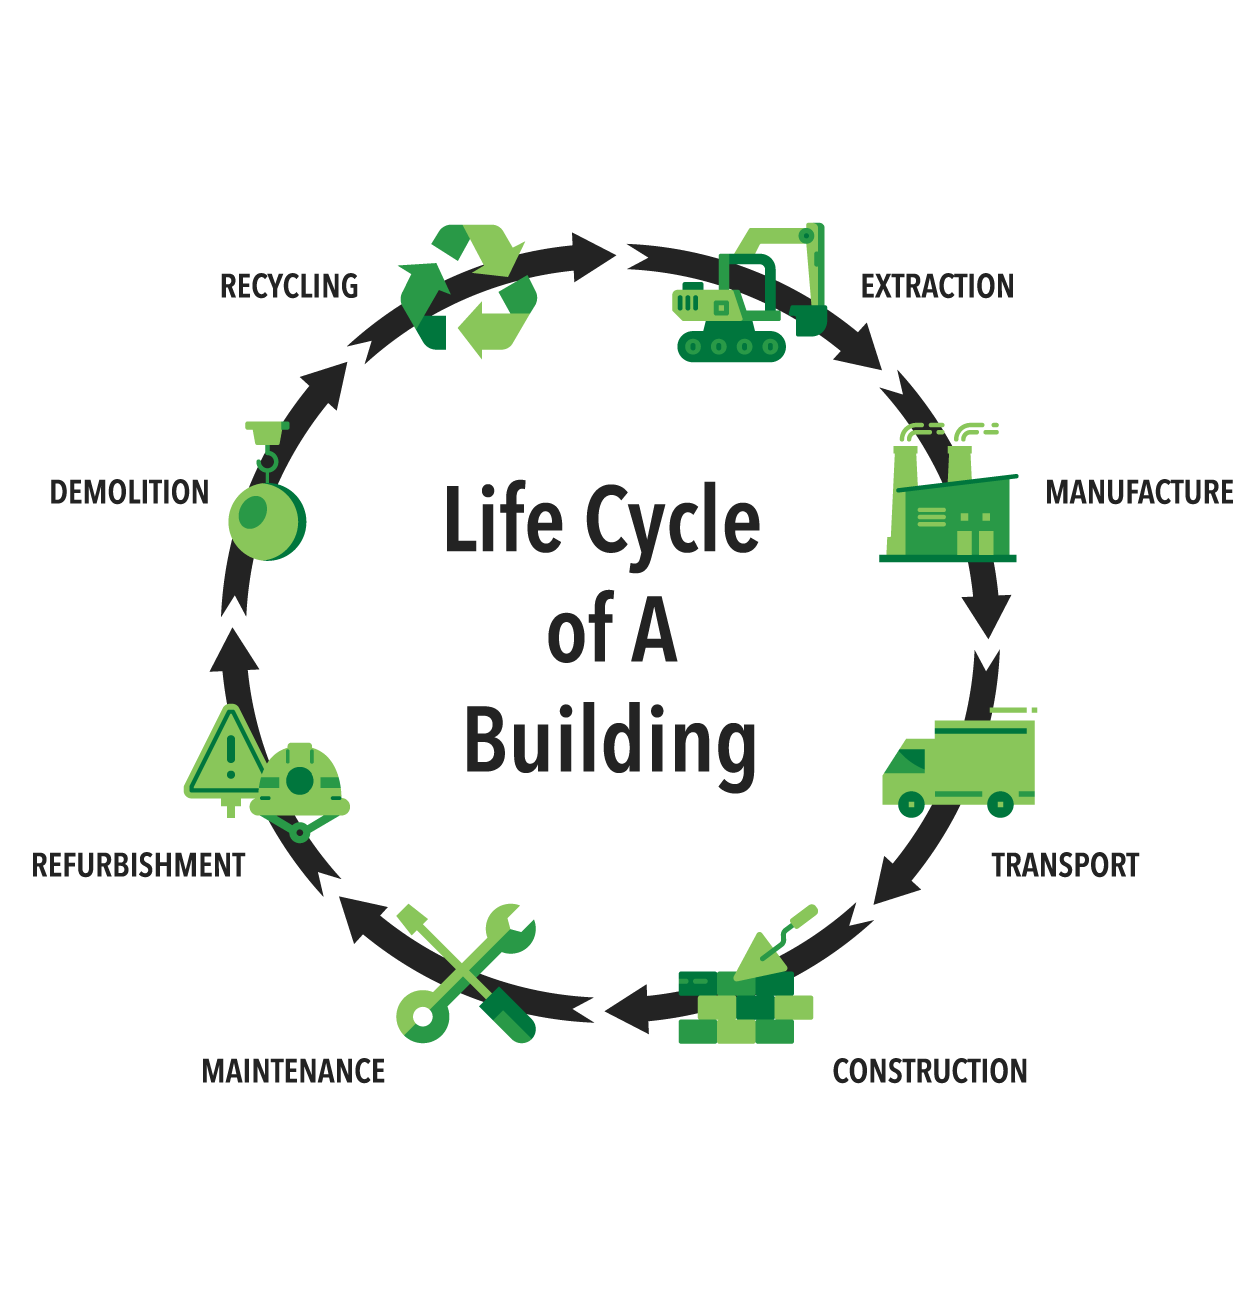 RECYCLING
EXTRACTION
DEMOLITION
MANUFACTURE
Life Cycle
of A
Building
REFURBISHMENT
TRANSPORT
MAINTENANCE
CONSTRUCTION